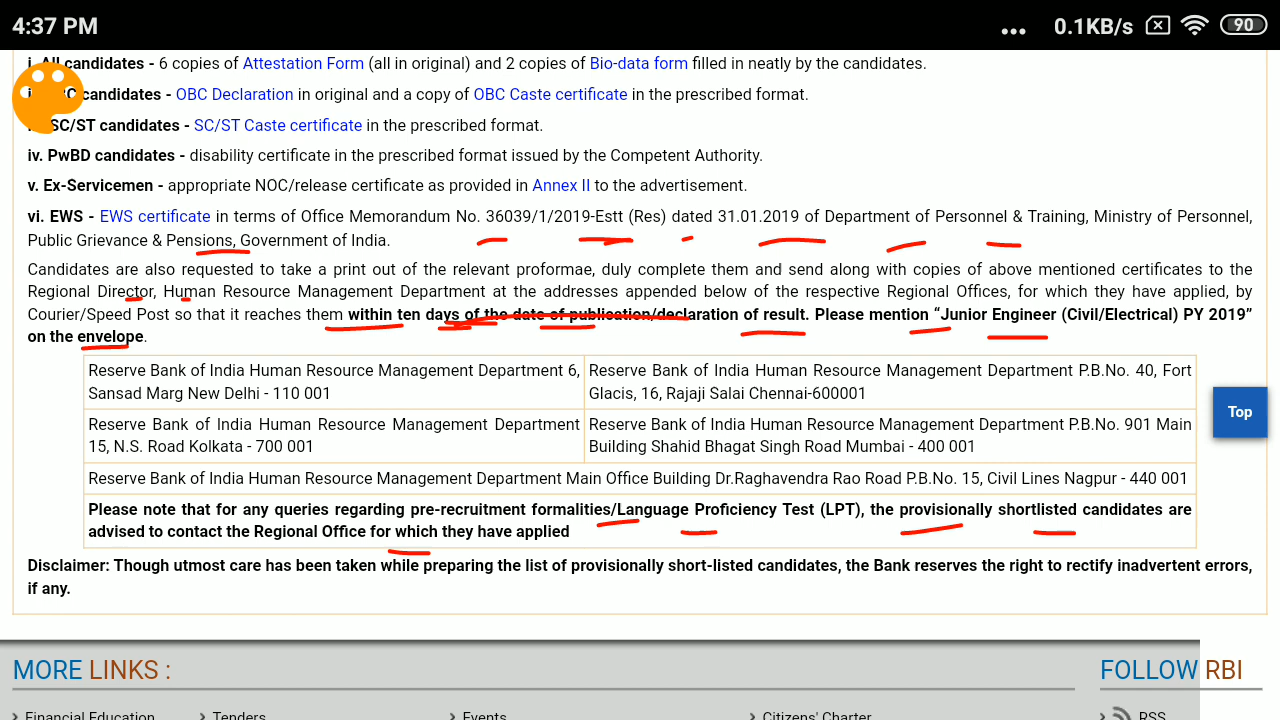 4:37 PM
0.1KB/s
90
candidates - 6 copies of Attestation Form (all in original) and 2 copies of Bio-data form filled in neatly by the candidates.
candidates - OBC Declaration in original and a copy of OBC Caste certificate in the prescribed format.
SC/ST candidates - SC/ST Caste certificate in the prescribed format.
iv. PwBD candidates - disability certificate in the prescribed format issued by the Competent Authority.
v. Ex-Servicemen - appropriate NOC/release certificate as provided in Annex II to the advertisement.
vi. EWS - EWS certificate in terms of Office Memorandum No. 36039/1/2019-Estt (Res) dated 31.01.2019 of Department of Personnel & Training, Ministry of Personnel,
Public Grievance & Pensions, Government of India.
Candidates are also requested to take a print out of the relevant proformae, duly complete them and send along with copies of above mentioned certificates to the
Regional Director, Human Resource Management Department at the addresses appended below of the respective Regional Offices, for which they have applied, by
Courier/Speed Post so that it reaches them within ten days of the date of publication/declaration of result. Please mention “Junior Engineer (Civil/Electrical) PY 2019”
on the envelope.
Reserve Bank of India Human Resource Management Department 6,
Sansad Marg New Delhi - 110 001
Reserve Bank of India Human Resource Management Department P.B.No. 40, Fort
Glacis, 16, Rajaji Salai Chennai-600001
Reserve Bank of India Human Resource Management Department
15, N.S. Road Kolkata - 700 001
Reserve Bank of India Human Resource Management Department P.B.No. 901 Main
Building Shahid Bhagat Singh Road Mumbai - 400 001
Top
Reserve Bank of India Human Resource Management Department Main Office Building Dr.Raghavendra Rao Road P.B.No. 15, Civil Lines Nagpur - 440 001
Please note that for any queries regarding pre-recruitment formalities/Language Proficiency Test (LPT), the provisionally shortlisted candidates are
advised to contact the Regional Office for which they have applied
Disclaimer: Though utmost care has been taken while preparing the list of provisionally short-listed candidates, the Bank reserves the right to rectify inadvertent errors,
if any.
MORE LINKS :
FOLLOW RBI
Financial Education
Tenders
Events
Citizens' Charter
RSS